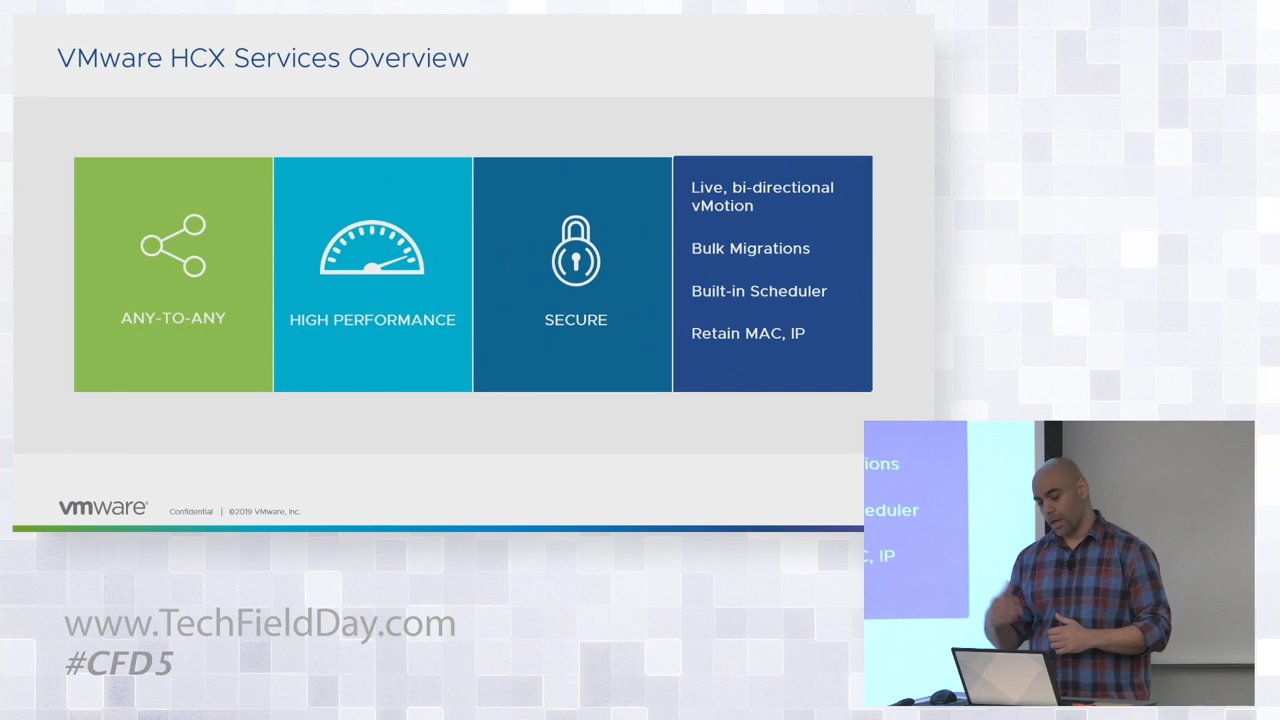 VMware HCX Services Overview
ANY-TO-ANY
HIGH PERFORMANCE
SECURE
Live, bi-directional
vMotion
Bulk Migrations
Built-in Scheduler
Retain MAC, IP
vmware®
Confidential | ©2019 VMware, Inc.
ions
eduler
C, IP
www.TechFieldDay.com
#CFD5